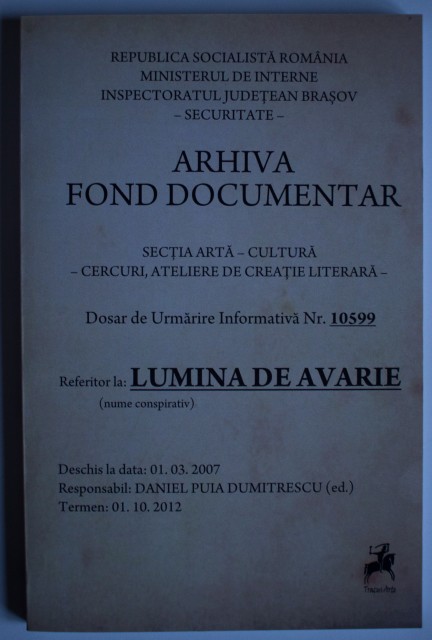 REPUBLICA SOCIALISTĂ ROMÂNIA
MINISTERUL DE INTERNE
INSPECTORATUL JUDEȚEAN BRAȘOV
– SECURITATE –
ARHIVA
FOND DOCUMENTAR
SECȚIA ARTĂ – CULTURĂ
– CERCURI, ATELIERE DE CREAȚIE LITERARĂ –
Dosar de Urmărire Informativă Nr. 10599
Referitor la: LUMINA DE AVARIE
(nume conspirativ)
Deschis la data: 01. 03. 2007
Responsabil: DANIEL PUIA DUMITRESCU (ed.)
Termen: 01. 10. 2012